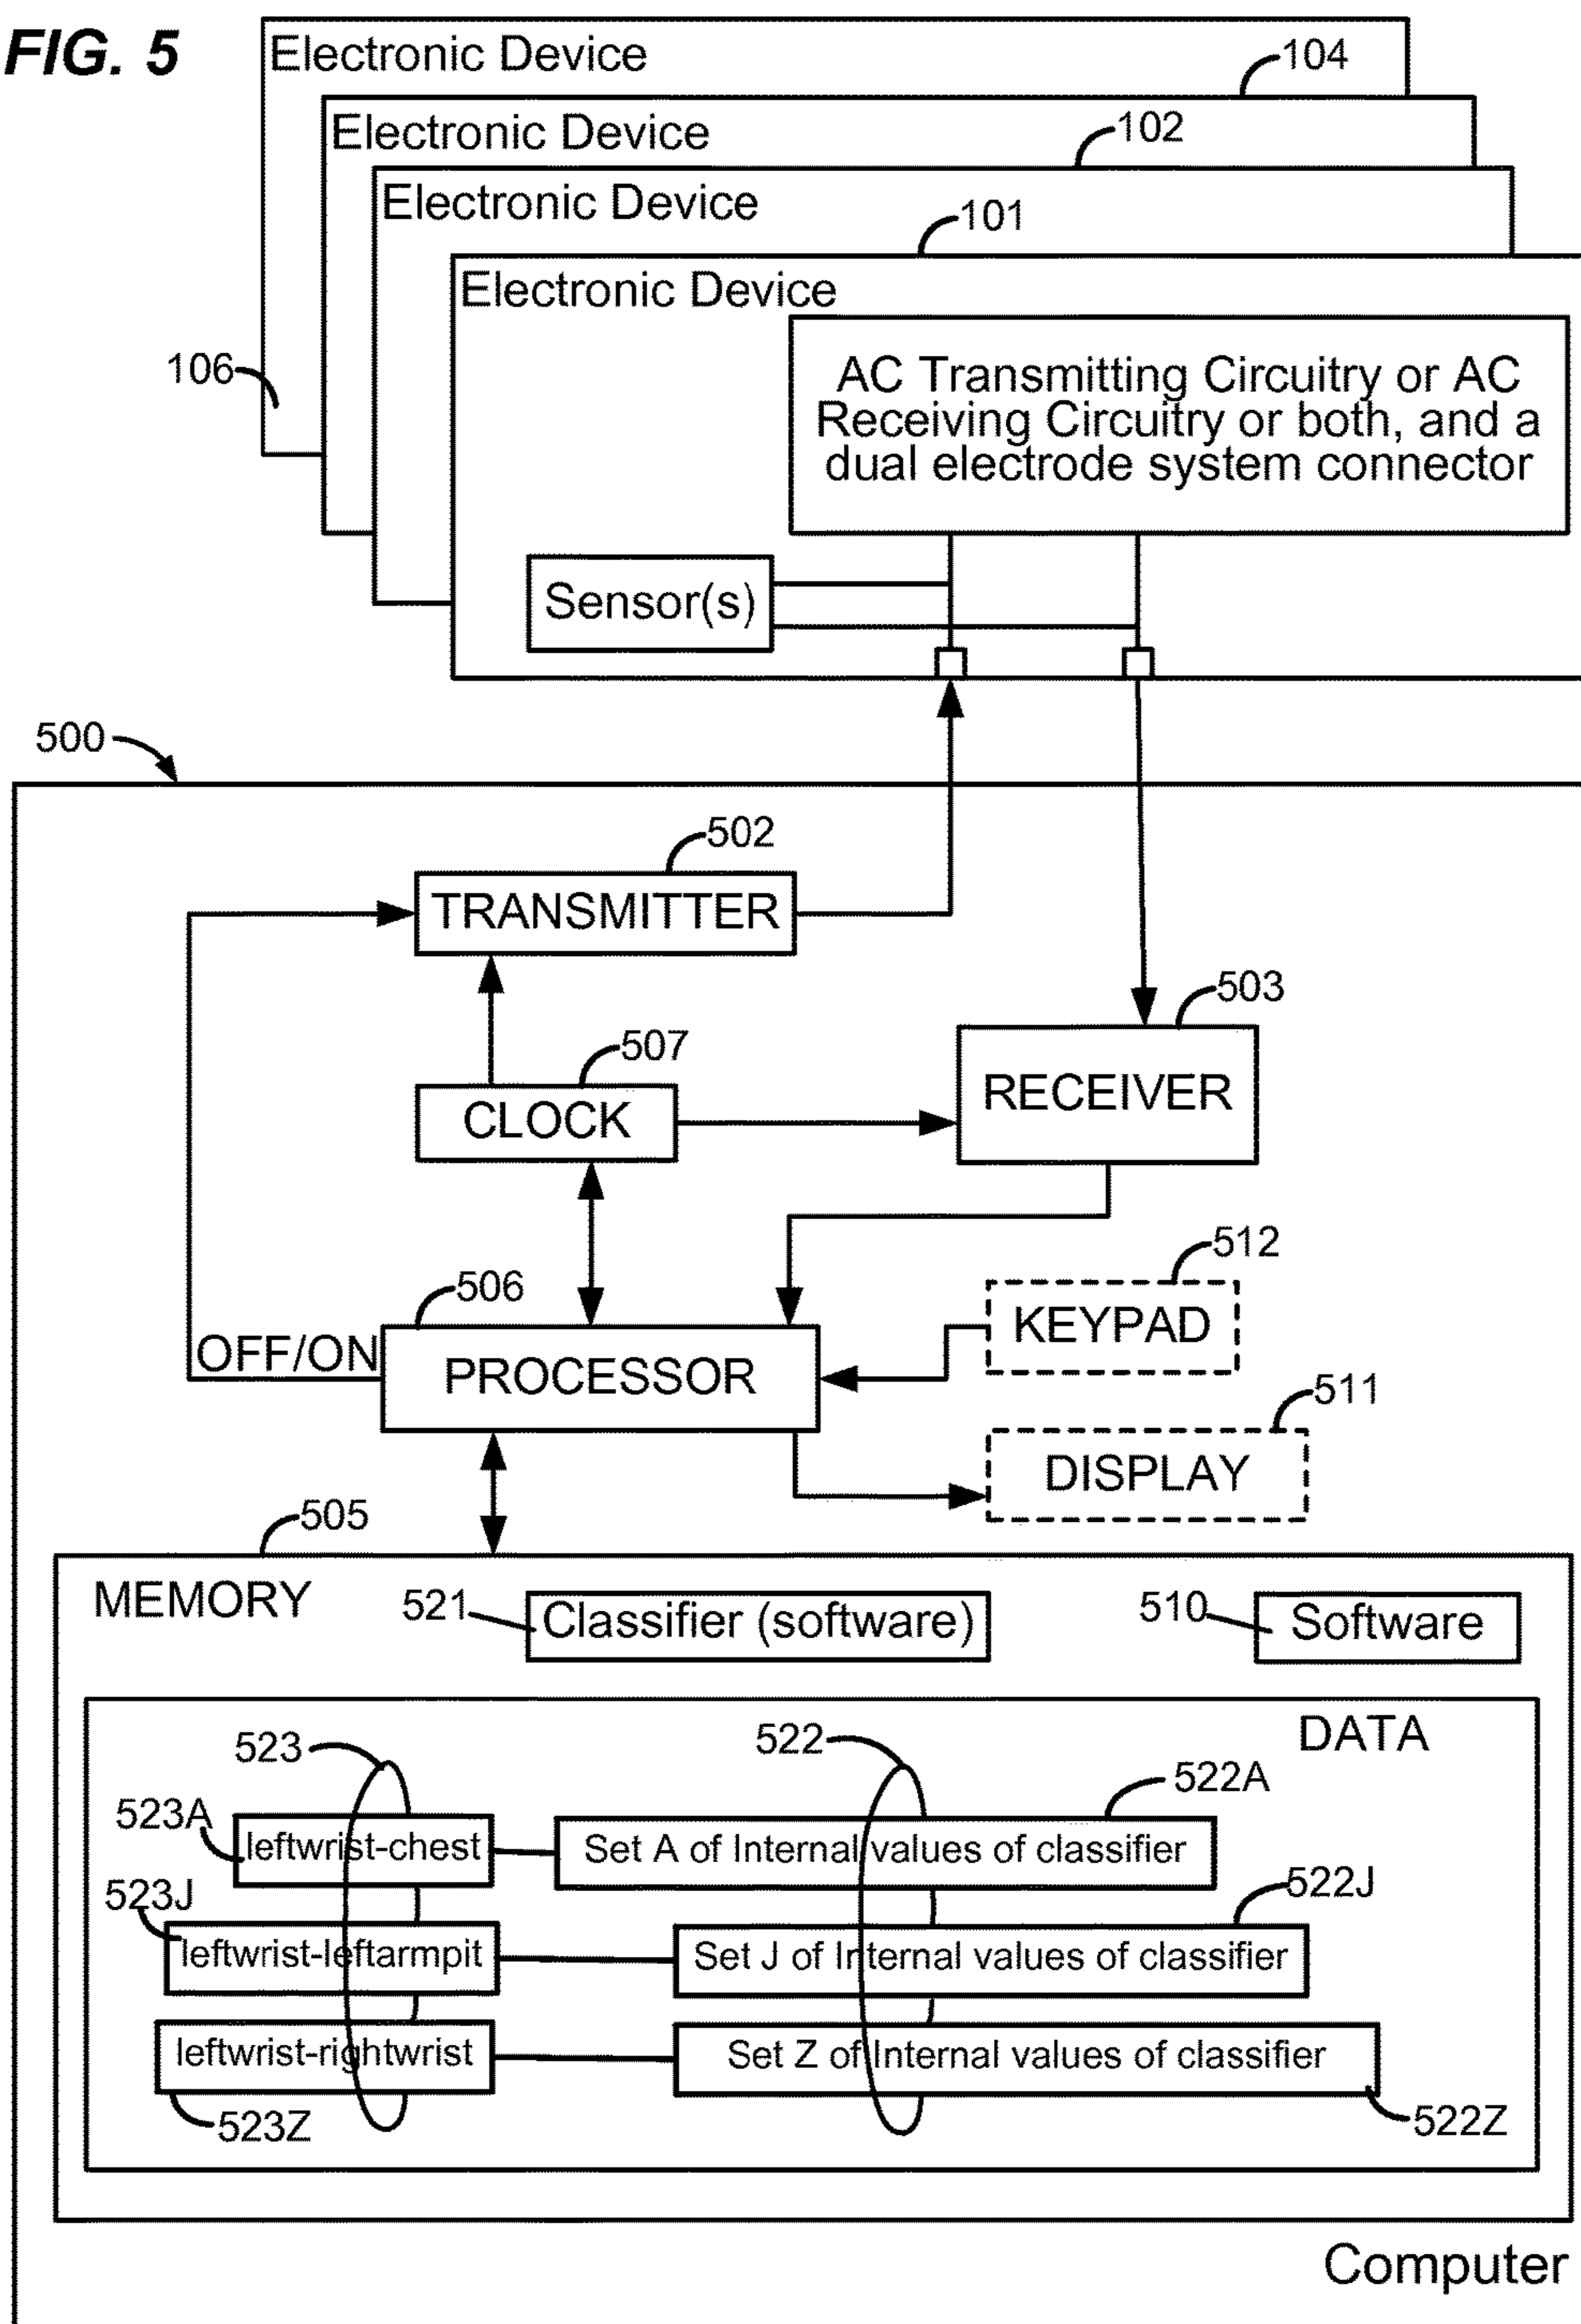 FIG. 5
Electronic Device
104
Electronic Device
102
Electronic Device
101
Electronic Device
106
AC Transmitting Circuitry or AC
Receiving Circuitry or both, and a
dual electrode system connector
Sensor(s)
500
502
TRANSMITTER
503
507
RECEIVER
CLOCK
512
506
KEYPAD
OFF/ON
PROCESSOR
511
DISPLAY
505
MEMORY
521
Classifier (software)
510
Software
DATA
523
522
522A
523A
leftwrist-chest
Set A of Internal values of classifier
523J
522J
leftwrist-leftarmpit
Set J of Internal values of classifier
leftwrist-rightwrist
Set Z of Internal values of classifier
523Z
522Z
Computer